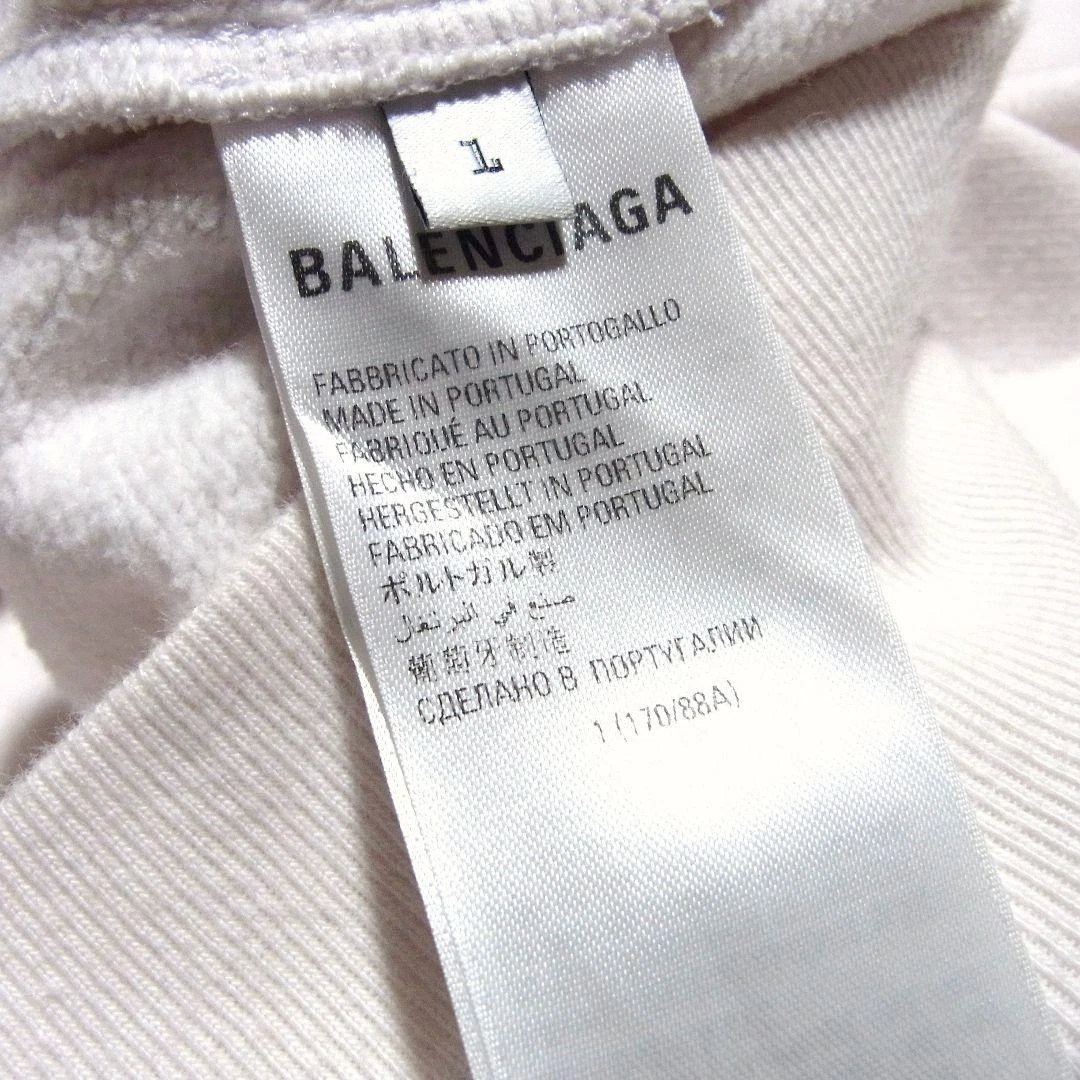 1
BALENCIAGA
FABBRICATO IN PORTOGALLO
MADE IN PORTUGAL
FABRIQUÉ AU PORTUGAL
HECHO EN PORTUGAL
HERGESTELLT IN PORTUGAL
FABRICADO EM PORTUGAL
ポルトガル製
صنع في البرتغال
葡萄牙制造
СДЕЛАНО В ПОРТУГАЛИИ
1 (170/88A)